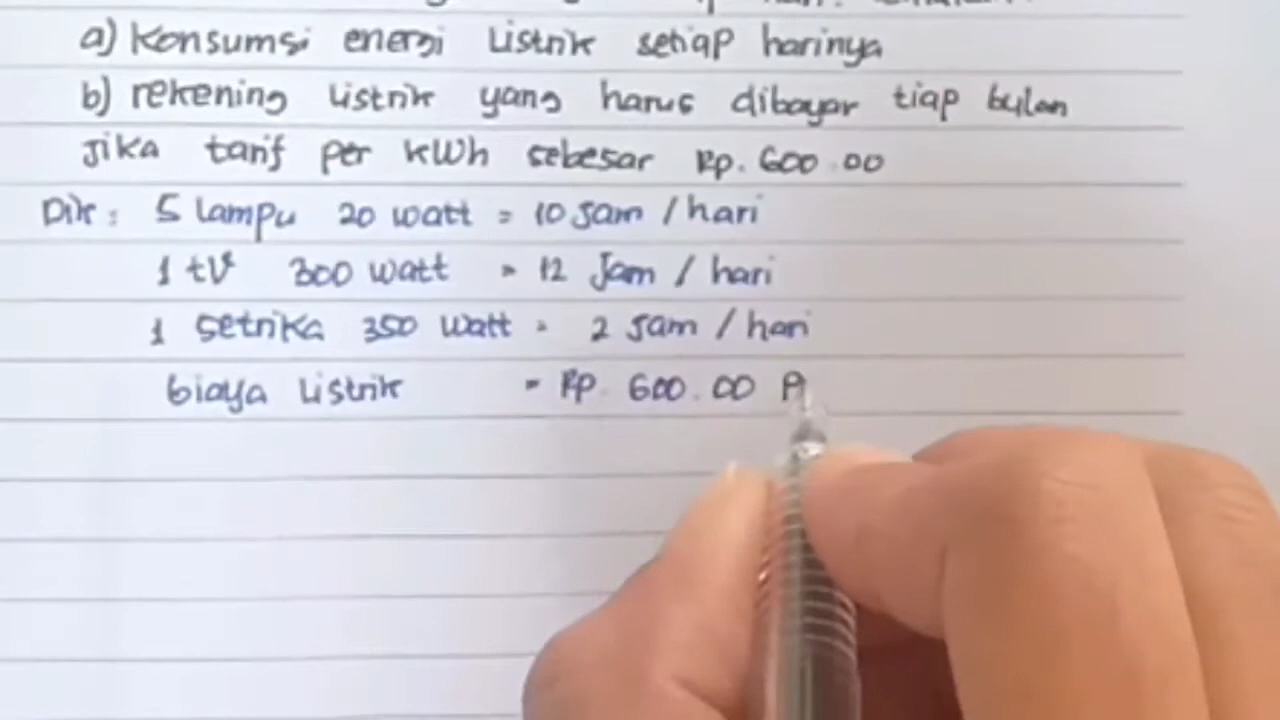 a) Konsumsi energi Listrik setiap harinya
b) rekening Listrik yang harus dibayar tiap bulan
Jika tarif per kWh sebesar Rp. 600.00
Dik : 5 Lampu 20 watt = 10 Jam / hari
1 tV 300 watt = 12 Jam / hari
1 Setrika 350 Watt = 2 Jam / hari
biaya Listrik = Rp. 600.00 P